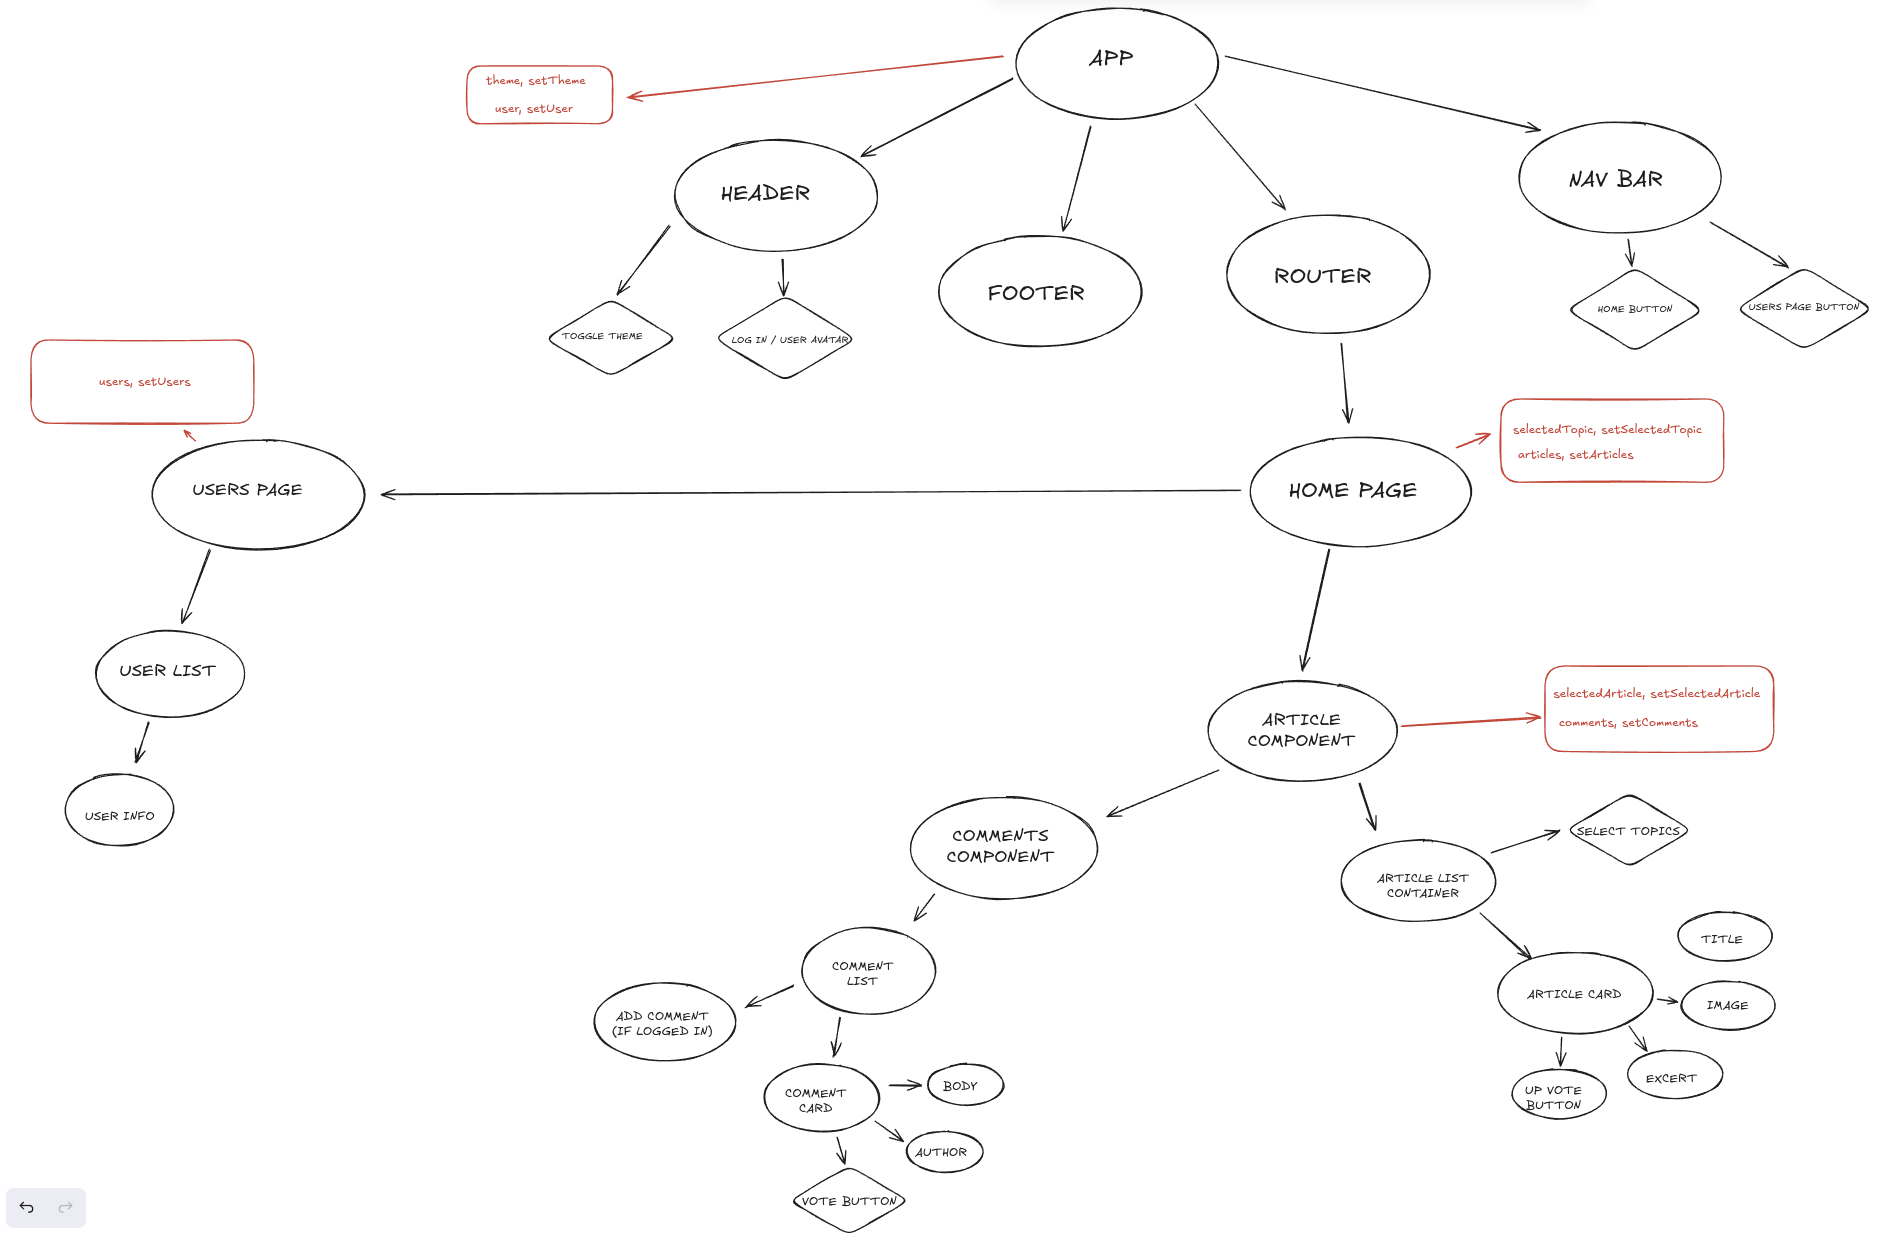 APP
theme, setTheme
user, setUser
HEADER
NAV BAR
FOOTER
ROUTER
TOGGLE THEME
LOG IN / USER AVATAR
HOME BUTTON
USERS PAGE BUTTON
users, setUsers
selectedTopic, setSelectedTopic
articles, setArticles
USERS PAGE
HOME PAGE
USER LIST
USER INFO
ARTICLE
COMPONENT
selectedArticle, setSelectedArticle
comments, setComments
COMMENTS
COMPONENT
SELECT TOPICS
ARTICLE LIST
CONTAINER
TITLE
COMMENT
LIST
ARTICLE CARD
IMAGE
ADD COMMENT
(IF LOGGED IN)
EXCERT
UP VOTE
BUTTON
COMMENT
CARD
BODY
AUTHOR
VOTE BUTTON